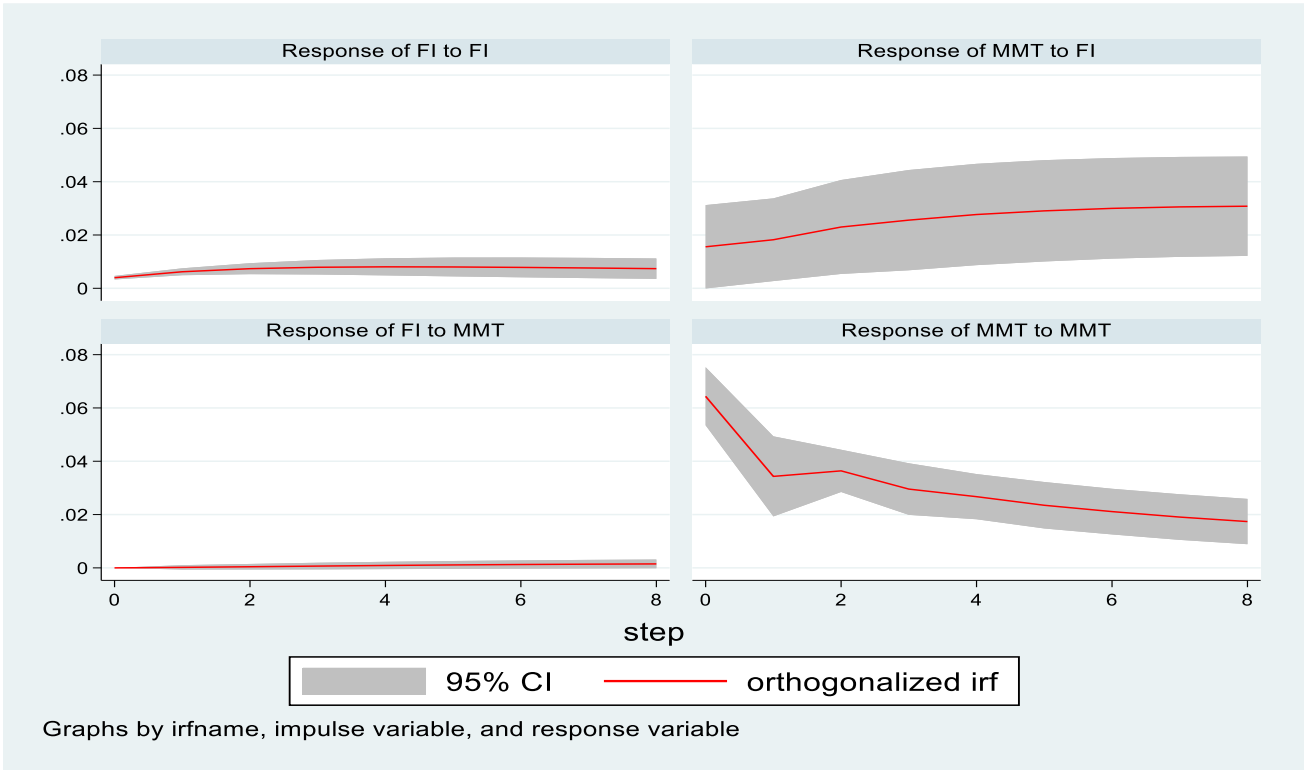 Response of FI to FI
Response of MMT to FI
.08
.06
.04
.02
0
Response of FI to MMT
Response of MMT to MMT
.08
.06
.04
.02
0
0 2 4 6 8
0 2 4 6 8
step
95% CI
orthogonalized irf
Graphs by irfname, impulse variable, and response variable